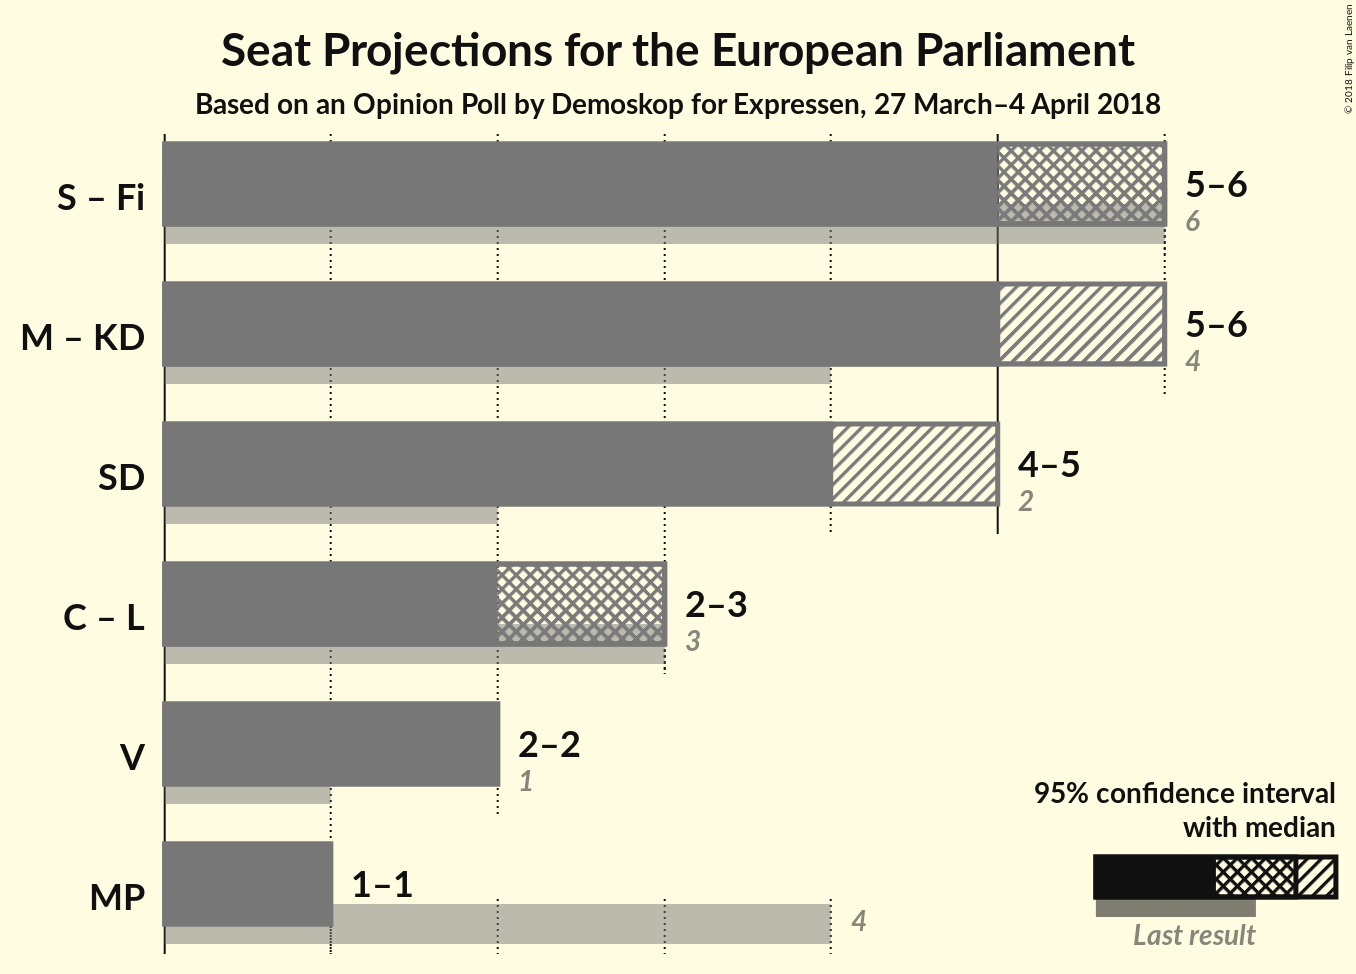 Seat Projections for the European Parliament
Based on an Opinion Poll by Demoskop for Expressen, 27 March–4 April 2018
© 2018 Filip van Laenen
S – Fi
5–6
6
M – KD
5–6
4
SD
4–5
2
C – L
2–3
3
V
2–2
1
MP
1–1
4
95% confidence interval
with median
Last result